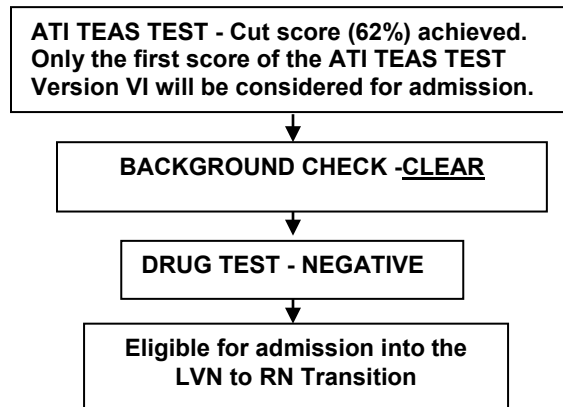 ATI TEAS TEST - Cut score (62%) achieved.
Only the first score of the ATI TEAS TEST
Version VI will be considered for admission.
BACKGROUND CHECK -CLEAR
DRUG TEST - NEGATIVE
Eligible for admission into the
LVN to RN Transition